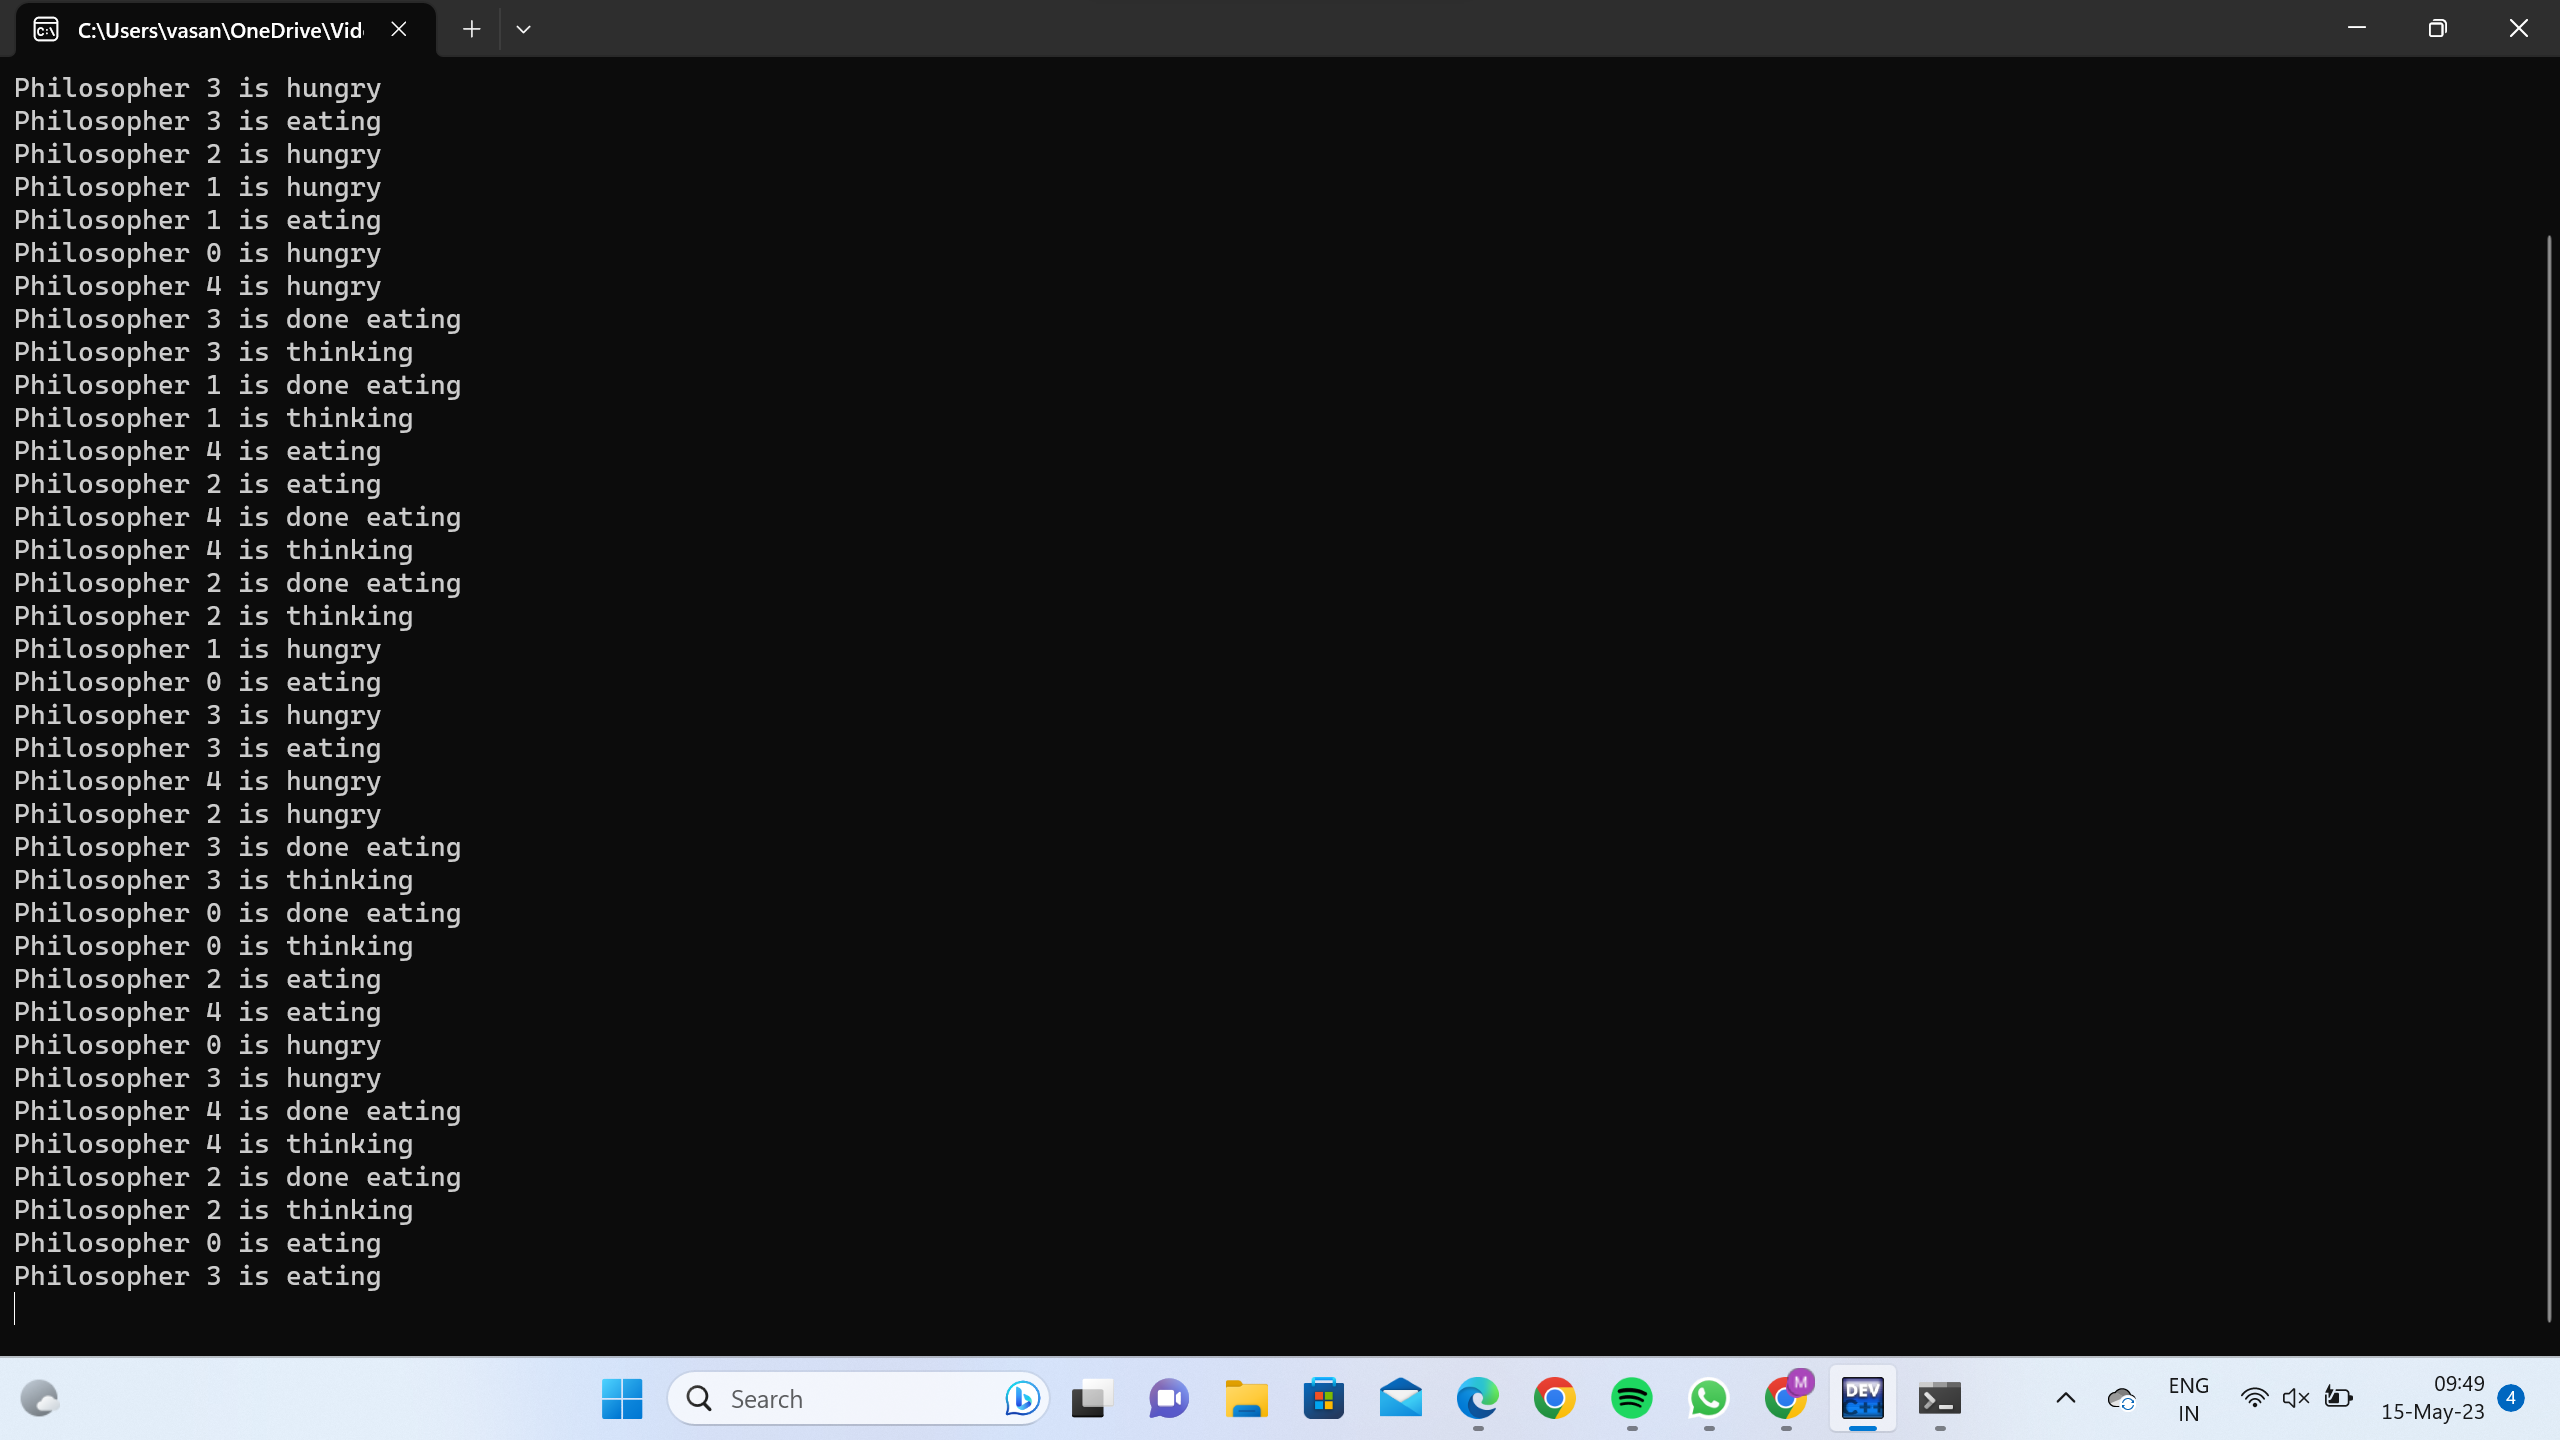 C:\Users\vasan\OneDrive\Vid
Philosopher 3 is hungry
Philosopher 3 is eating
Philosopher 2 is hungry
Philosopher 1 is hungry
Philosopher 1 is eating
Philosopher 0 is hungry
Philosopher 4 is hungry
Philosopher 3 is done eating
Philosopher 3 is thinking
Philosopher 1 is done eating
Philosopher 1 is thinking
Philosopher 4 is eating
Philosopher 2 is eating
Philosopher 4 is done eating
Philosopher 4 is thinking
Philosopher 2 is done eating
Philosopher 2 is thinking
Philosopher 1 is hungry
Philosopher 0 is eating
Philosopher 3 is hungry
Philosopher 3 is eating
Philosopher 4 is hungry
Philosopher 2 is hungry
Philosopher 3 is done eating
Philosopher 3 is thinking
Philosopher 0 is done eating
Philosopher 0 is thinking
Philosopher 2 is eating
Philosopher 4 is eating
Philosopher 0 is hungry
Philosopher 3 is hungry
Philosopher 4 is done eating
Philosopher 4 is thinking
Philosopher 2 is done eating
Philosopher 2 is thinking
Philosopher 0 is eating
Philosopher 3 is eating
Search
M
DEV
C++
ENG
IN
09:49
15-May-23
4